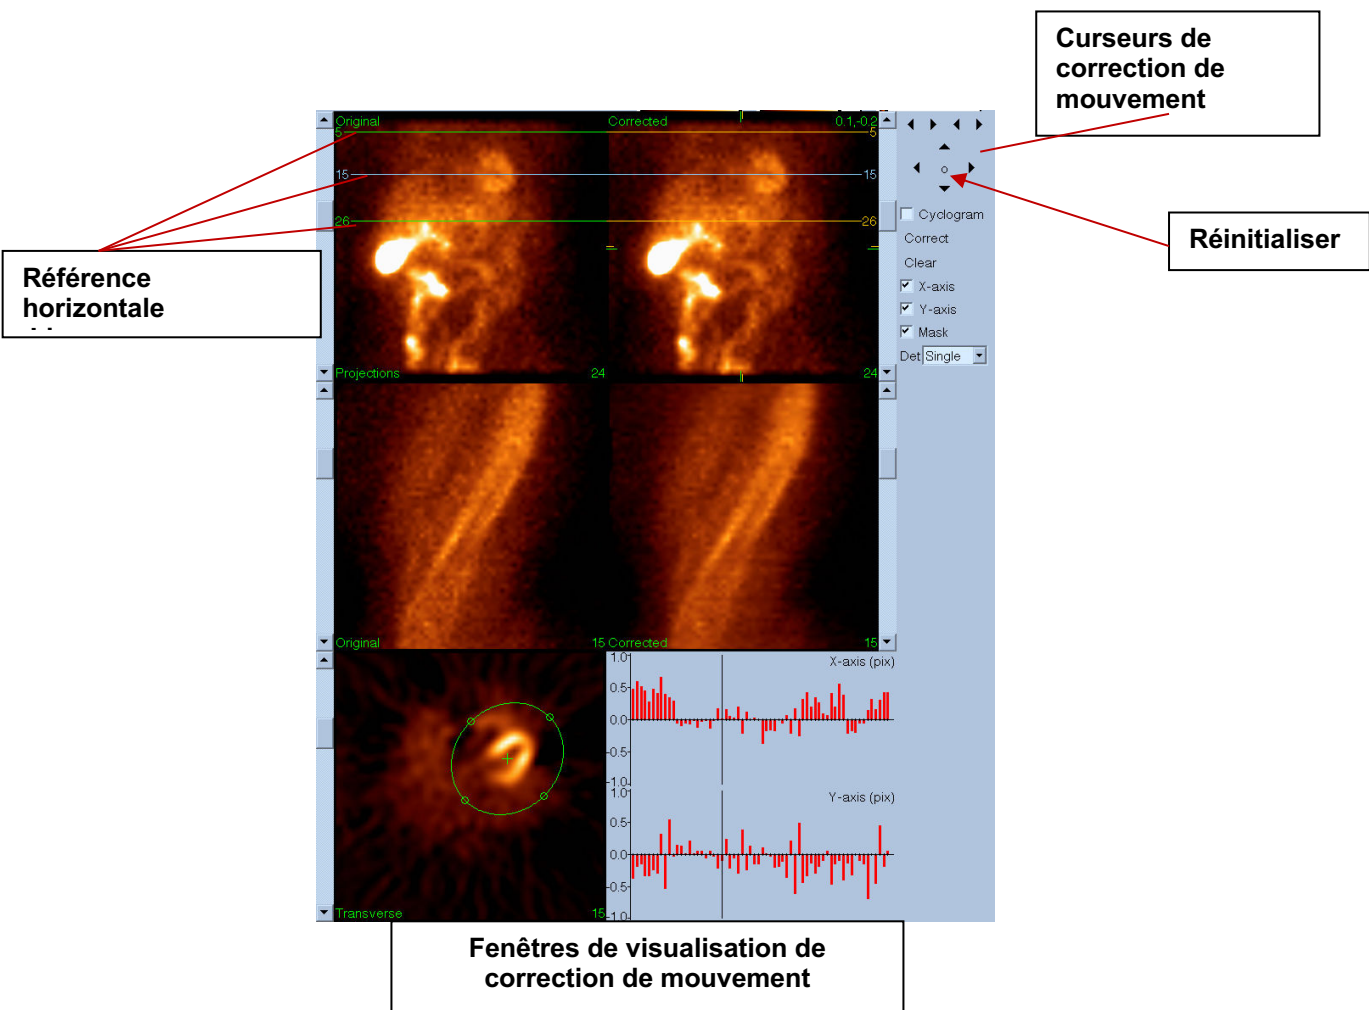 Curseurs de
correction de
mouvement
Original
Corrected
0.1,-0.2
5
5
15
15
Réinitialiser
26
26
Cyclogram
Correct
Clear
X-axis
Y-axis
Mask
Det Single
Référence
horizontale
Projections
24
24
Original
15
Corrected
15
X-axis (pix)
1.0
0.5
0.0
-0.5
-1.0
Y-axis (pix)
1.0
0.5
0.0
-0.5
-1.0
Transverse
15
Fenêtres de visualisation de
correction de mouvement